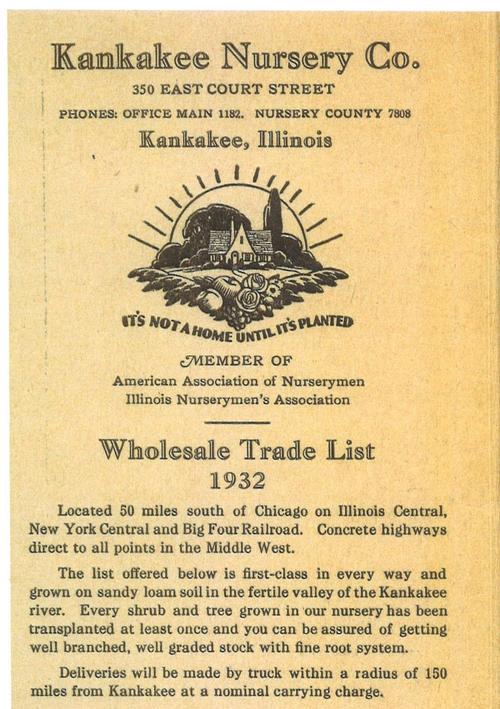 Kankakee Nursery Co.
350 EAST COURT STREET
PHONES: OFFICE MAIN 1182. NURSERY COUNTY 7808
Kankakee, Illinois
IT'S NOT A HOME UNTIL IT'S PLANTED
MEMBER OF
American Association of Nurserymen
Illinois Nurserymen's Association
Wholesale Trade List
1932
Located 50 miles south of Chicago on Illinois Central,
New York Central and Big Four Railroad. Concrete highways
direct to all points in the Middle West.
The list offered below is first-class in every way and
grown on sandy loam soil in the fertile valley of the Kankakee
river. Every shrub and tree grown in our nursery has been
transplanted at least once and you can be assured of getting
well branched, well graded stock with fine root system.
Deliveries will be made by truck within a radius of 150
miles from Kankakee at a nominal carrying charge.